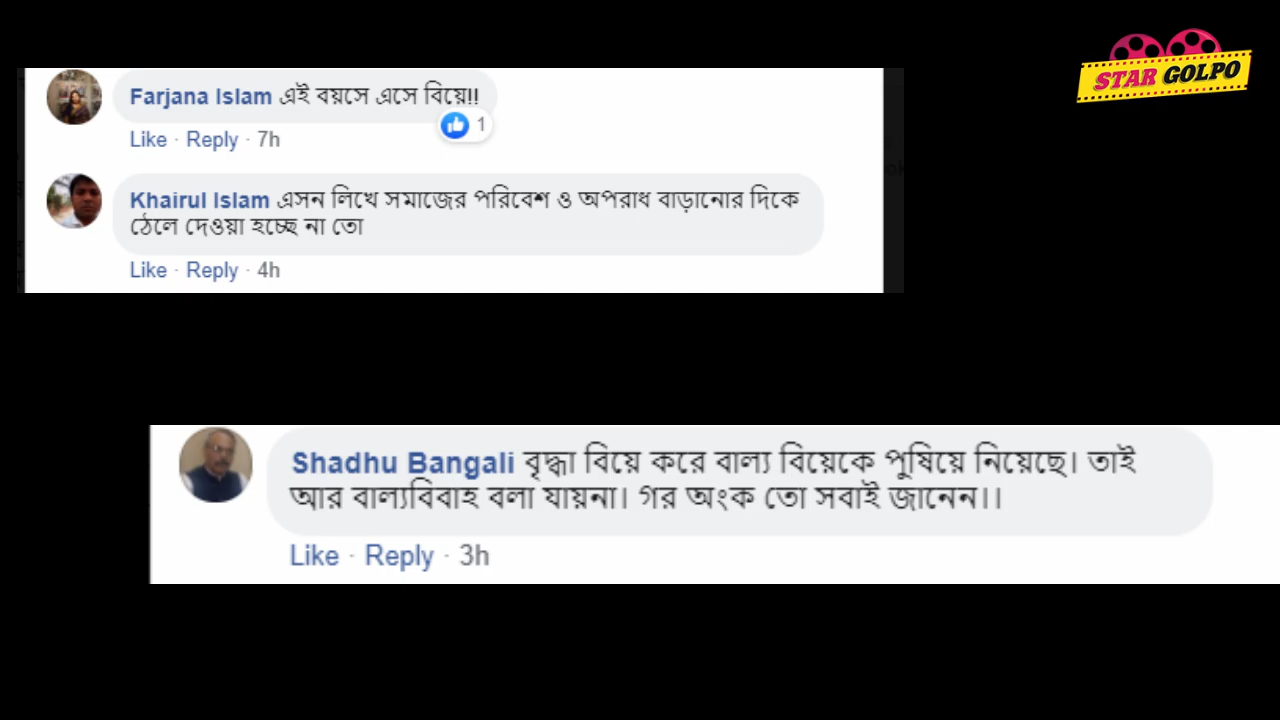 STAR GOLPO
Farjana Islam এই বয়সে এসে বিয়ে!!
1
Like · Reply · 7h
Khairul Islam এসন লিখে সমাজের পরিবেশ ও অপরাধ বাড়ানোর দিকে
ঠেলে দেওয়া হচ্ছে না তো
Like · Reply · 4h
Shadhu Bangali বৃদ্ধা বিয়ে করে বাল্য বিয়েকে পুষিয়ে নিয়েছে। তাই
আর বাল্যবিবাহ বলা যায়না। গর অংক তো সবাই জানেন।।
Like · Reply · 3h